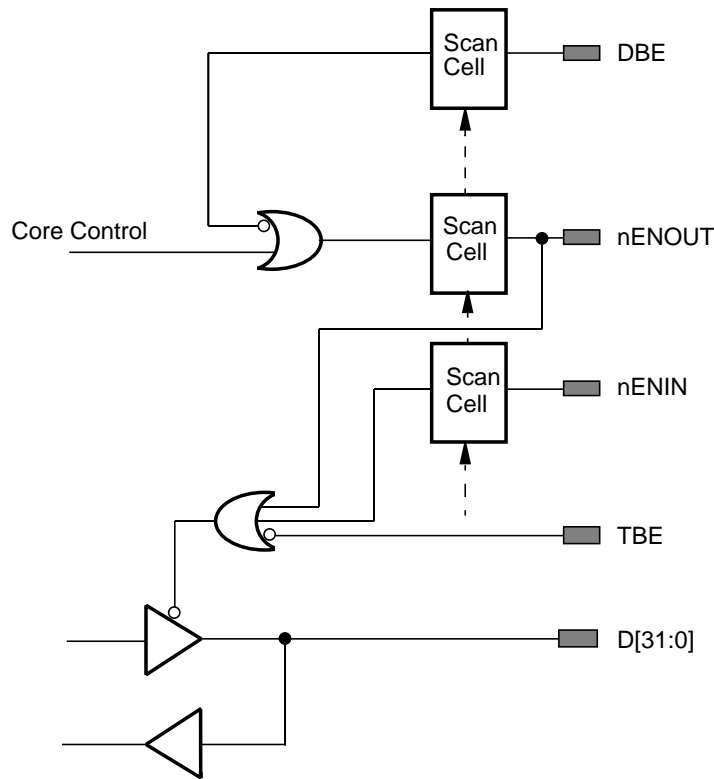 Scan
Cell
DBE
Core Control
Scan
Cell
nENOUT
Scan
Cell
nENIN
TBE
D[31:0]